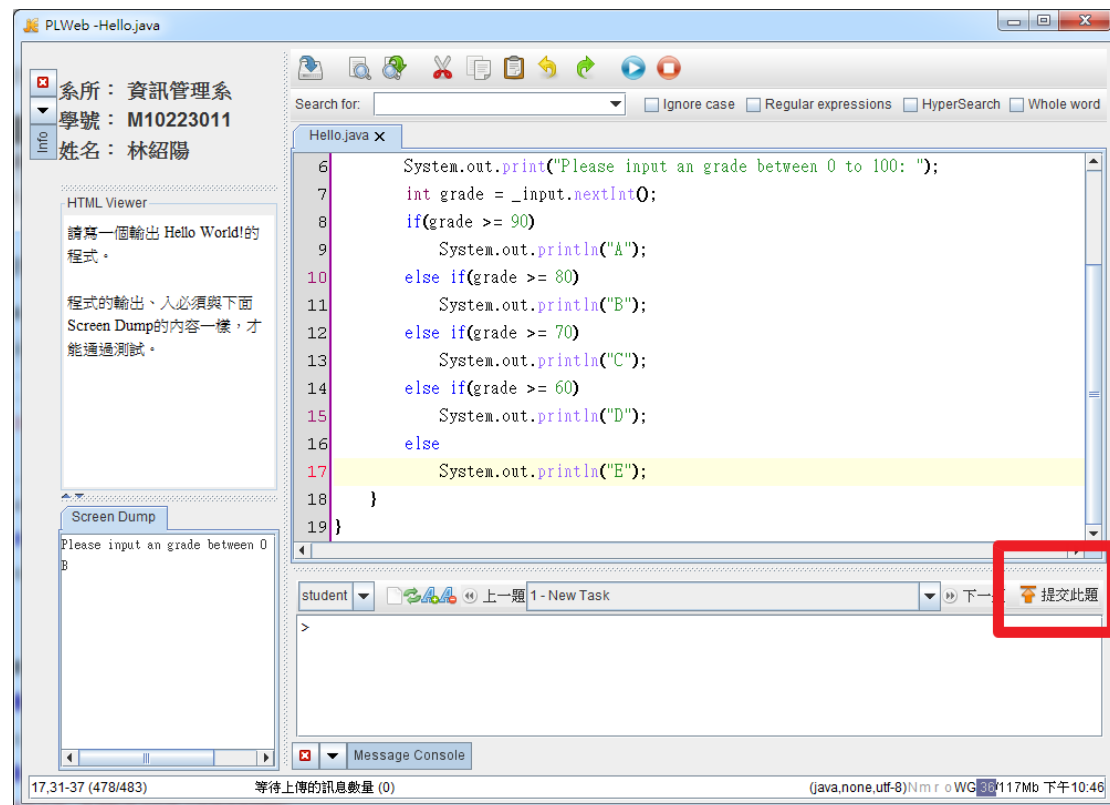 PLWeb -Hello.java
系所： 資訊管理系
學號： M10223011
姓名： 林紹陽
Info
Search for:
Ignore case
Regular expressions
HyperSearch
Whole word
HTML Viewer
請寫一個輸出 Hello World!的
程式。
程式的輸出、入必須與下面
Screen Dump的內容一樣，才
能通過測試。
Hello.java
6 System.out.print("Please input an grade between 0 to 100: ");
7 int grade = _input.nextInt();
8 if(grade >= 90)
9 System.out.println("A");
10 else if(grade >= 80)
11 System.out.println("B");
12 else if(grade >= 70)
13 System.out.println("C");
14 else if(grade >= 60)
15 System.out.println("D");
16 else
17 System.out.println("E");
18 }
19 }
Screen Dump
Please input an grade between 0
B
student
上一題
1 - New Task
下一
提交此題
>
Message Console
17,31-37 (478/483)
等待上傳的訊息數量 (0)
(java,none,utf-8)N m r o WG 36/117Mb 下午10:46